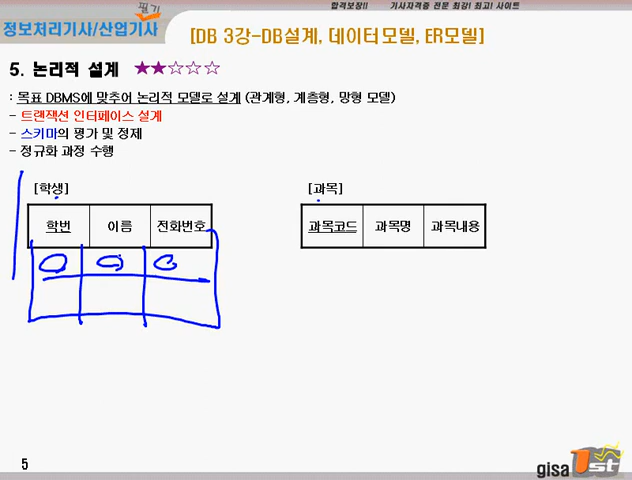 합격보장!! 기사자격증 전문 최강! 최고! 사이트
필기
정보처리기사/산업기사
[DB 3강-DB설계, 데이터모델, ER모델]
5. 논리적 설계 ★★☆☆☆
: 목표 DBMS에 맞추어 논리적 모델로 설계 (관계형, 계층형, 망형 모델)
- 트랜잭션 인터페이스 설계
- 스키마의 평가 및 정제
- 정규화 과정 수행
[학생] [과목]
학번 이름 전화번호 과목코드 과목명 과목내용
5
gisa 1st